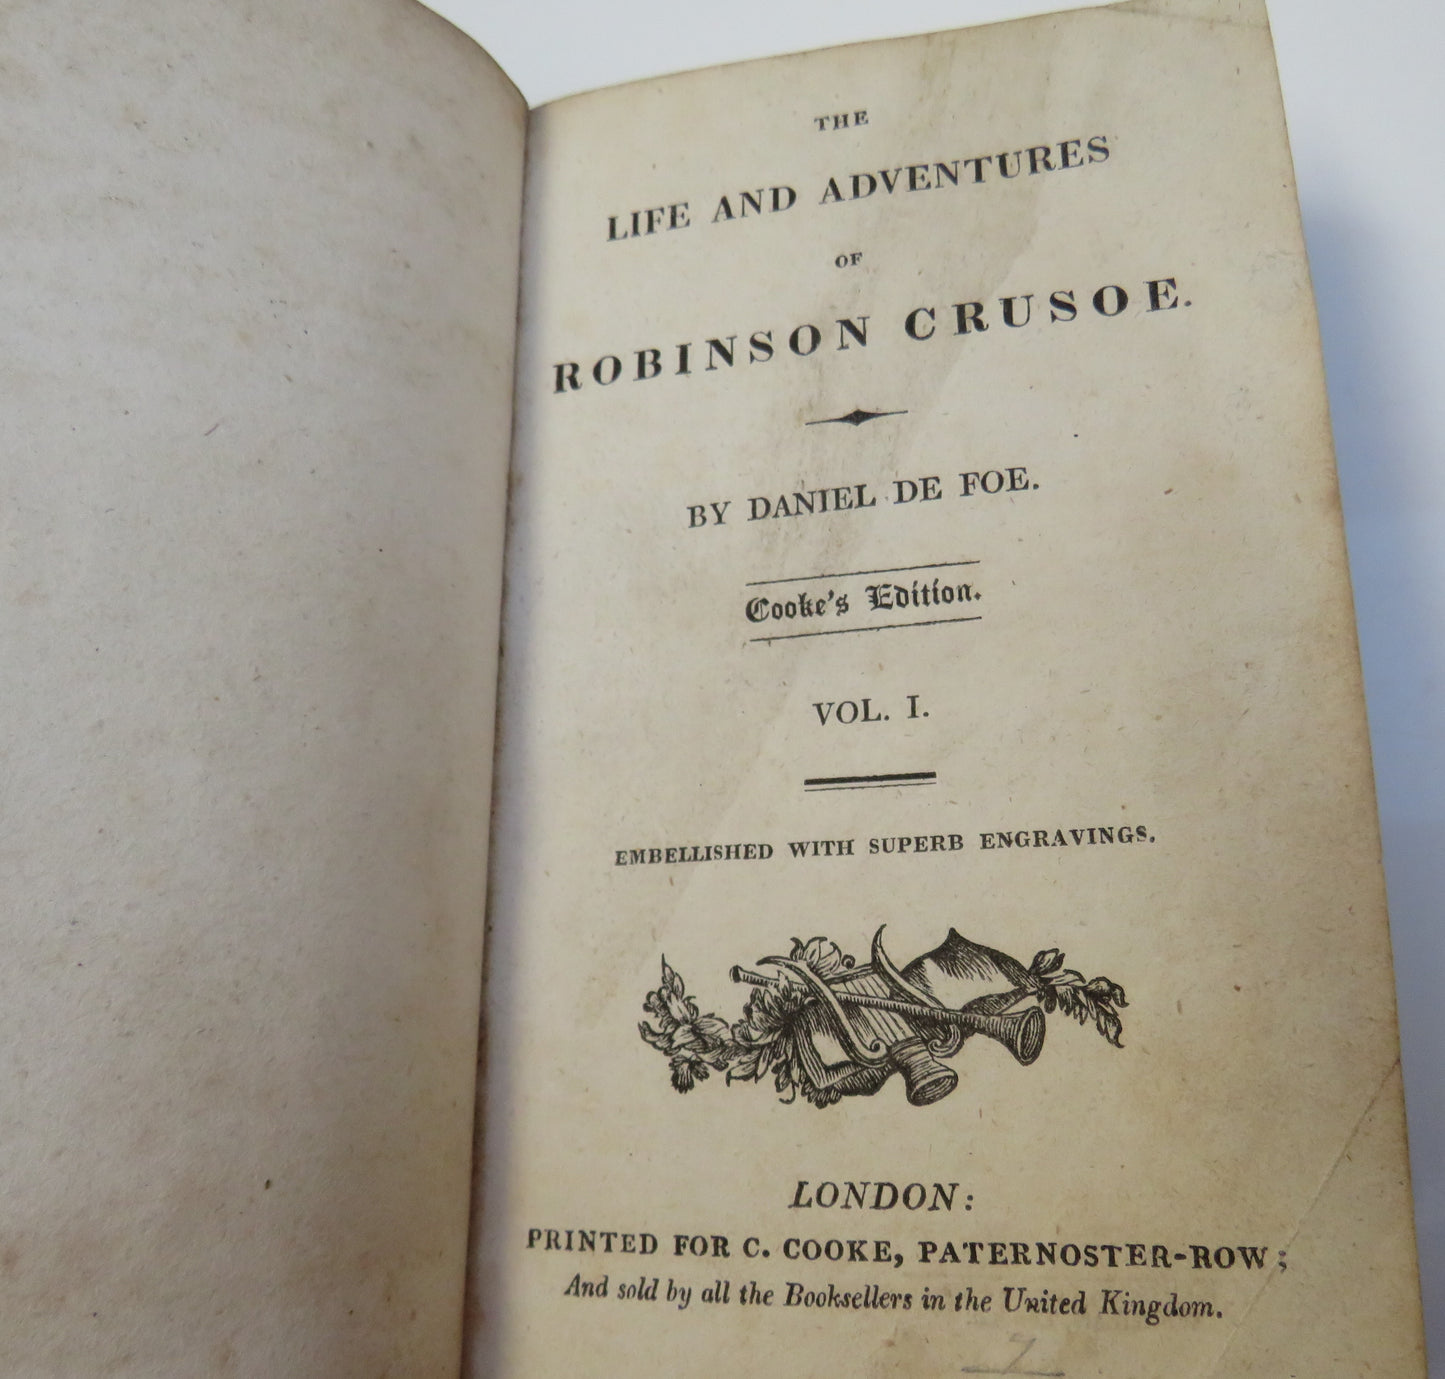 THE
LIFE AND ADVENTURES
OF
ROBINSON CRUSOE.
BY DANIEL DE FOE.
Cooke's Edition.
VOL. I.
EMBELLISHED WITH SUPERB ENGRAVINGS.
LONDON:
PRINTED FOR C. COOKE, PATERNOSTER-ROW;
And sold by all the Booksellers in the United Kingdom.